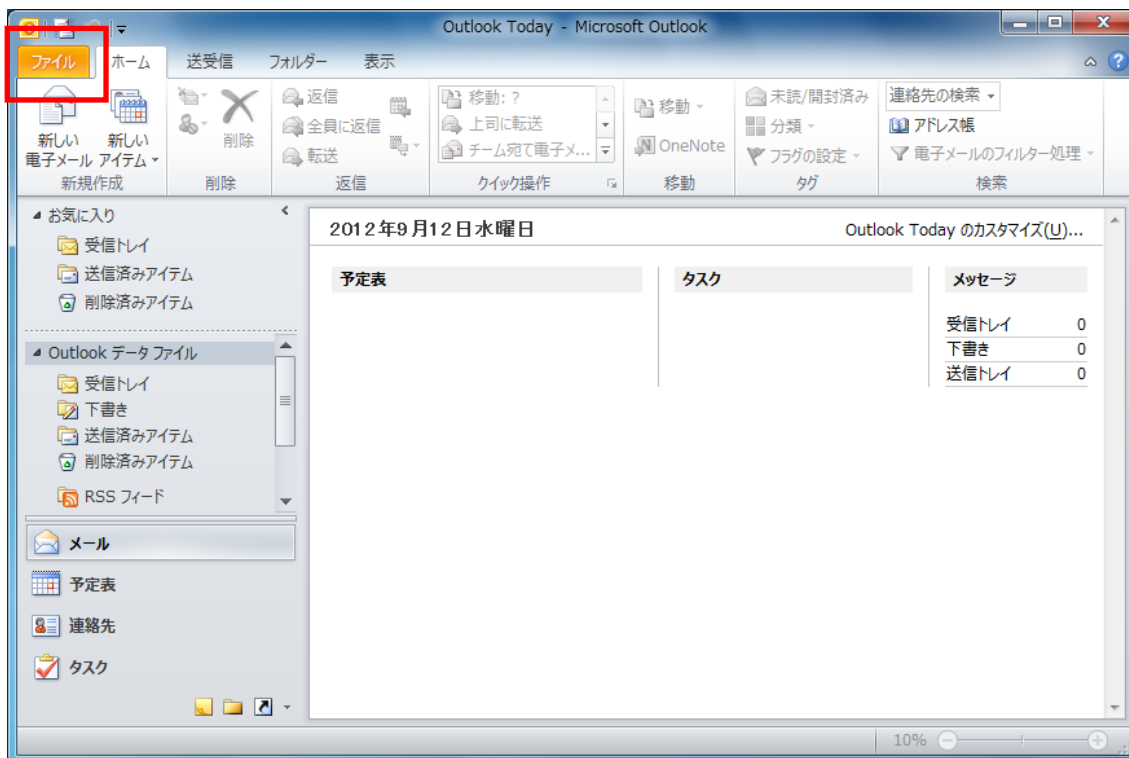 Outlook Today - Microsoft Outlook
ファイル ホーム 送受信 フォルダー 表示
新しい
電子メール
新しい
アイテム
新規作成
削除
削除
返信
全員に返信
転送
返信
移動: ?
上司に転送
チーム宛て電子メ...
クイック操作
移動
OneNote
移動
未読/開封済み
分類
フラグの設定
タグ
連絡先の検索
アドレス帳
電子メールのフィルター処理
検索
お気に入り
受信トレイ
送信済みアイテム
削除済みアイテム
Outlook データ ファイル
受信トレイ
下書き
送信済みアイテム
削除済みアイテム
RSS フィード
メール
予定表
連絡先
タスク
2012年9月12日水曜日
Outlook Today のカスタマイズ(U)...
予定表
タスク
メッセージ
受信トレイ 0
下書き 0
送信トレイ 0
10%